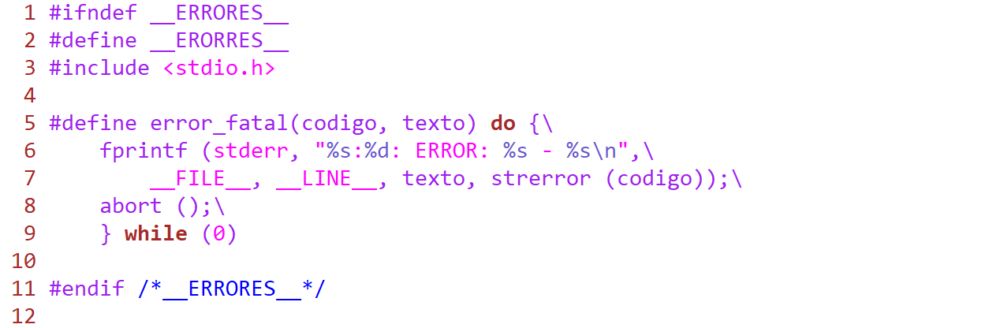 1 #ifndef __ERRORES__
2 #define __ERORRES__
3 #include <stdio.h>
4
5 #define error_fatal(codigo, texto) do {\
6     fprintf (stderr, "%s:%d: ERROR: %s - %s\n",\
7         __FILE__, __LINE__, texto, strerror (codigo));\
8     abort ();\
9     } while (0)
10
11 #endif /*__ERRORES__*/
12